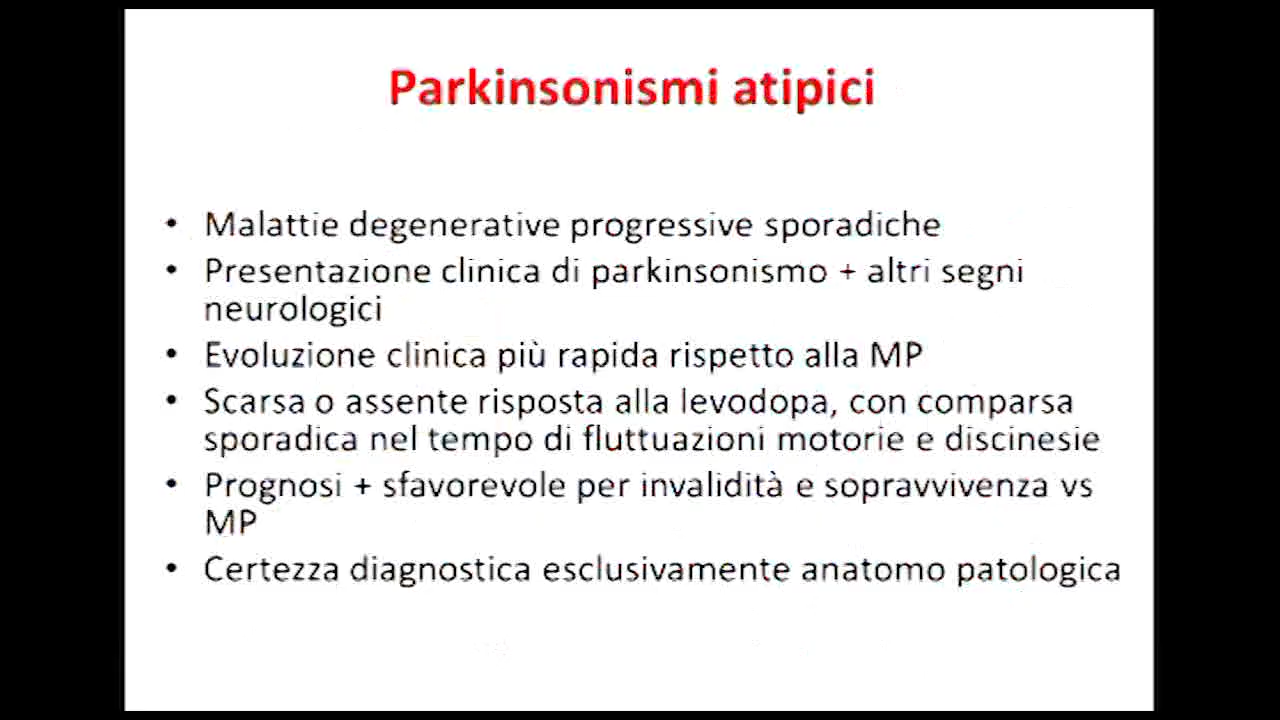 Parkinsonismi atipici
• Malattie degenerative progressive sporadiche
• Presentazione clinica di parkinsonismo + altri segni
neurologici
• Evoluzione clinica più rapida rispetto alla MP
• Scarsa o assente risposta alla levodopa, con comparsa
sporadica nel tempo di fluttuazioni motorie e discinesie
• Prognosi + sfavorevole per invalidità e sopravvivenza vs
MP
• Certezza diagnostica esclusivamente anatomo patologica